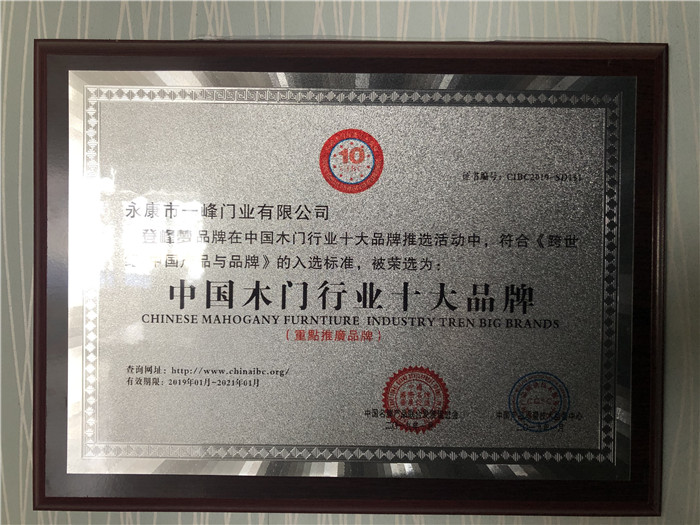 10
证书编号:
永康市一峰门业有限公司
品牌在中国木门行业十大品牌推选活动中,符合《跨世
产品与品牌》的入选标准,被荣选为:
中国木门行业十大品牌
CHINESE MAHOGANY FURNTIURE INDUSTRY TREN BIG BRANDS
(重點推廣品牌)
查询网址:http://www.chinaibc.org/
有效期限:2019年01月-2021年01月